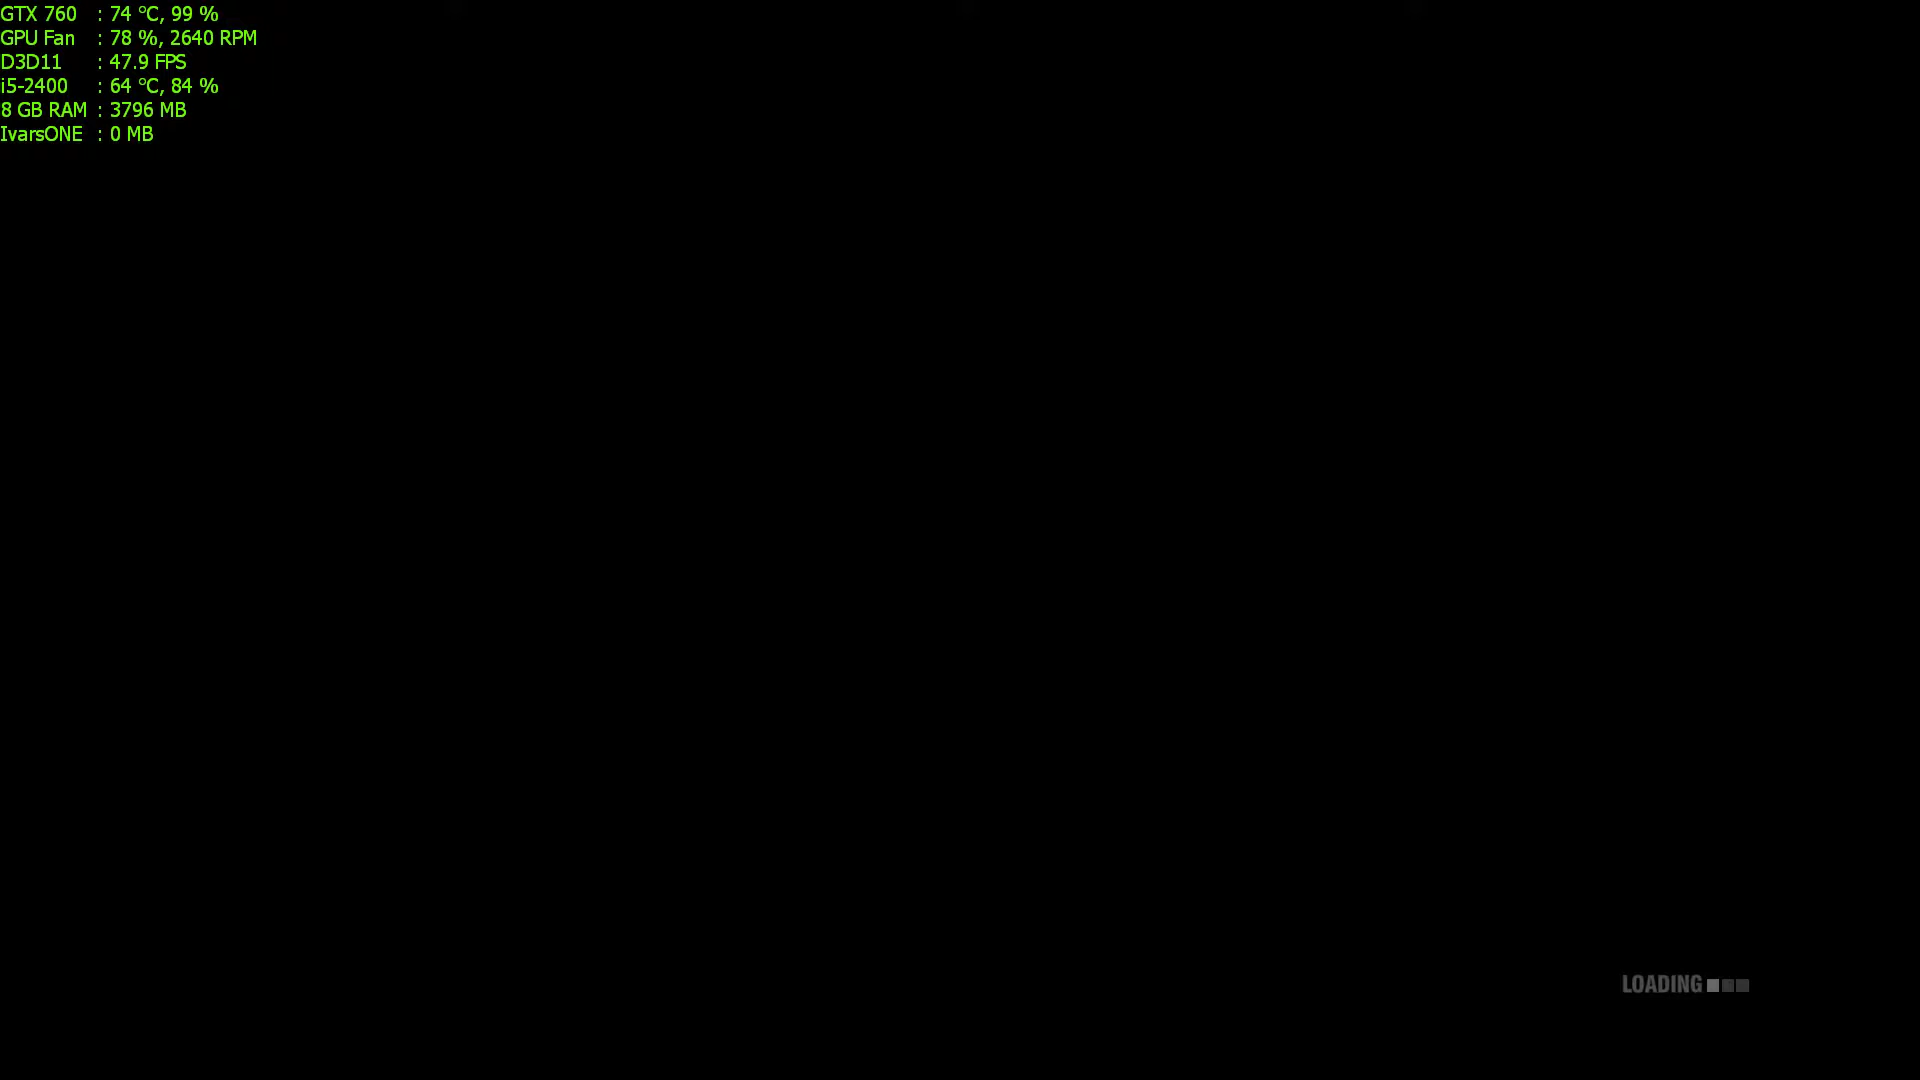 GTX 760 : 74 °C, 99 %
GPU Fan : 78 %, 2640 RPM
D3D11 : 47.9 FPS
i5-2400 : 64 °C, 84 %
8 GB RAM : 3796 MB
IvarsONE : 0 MB
LOADING